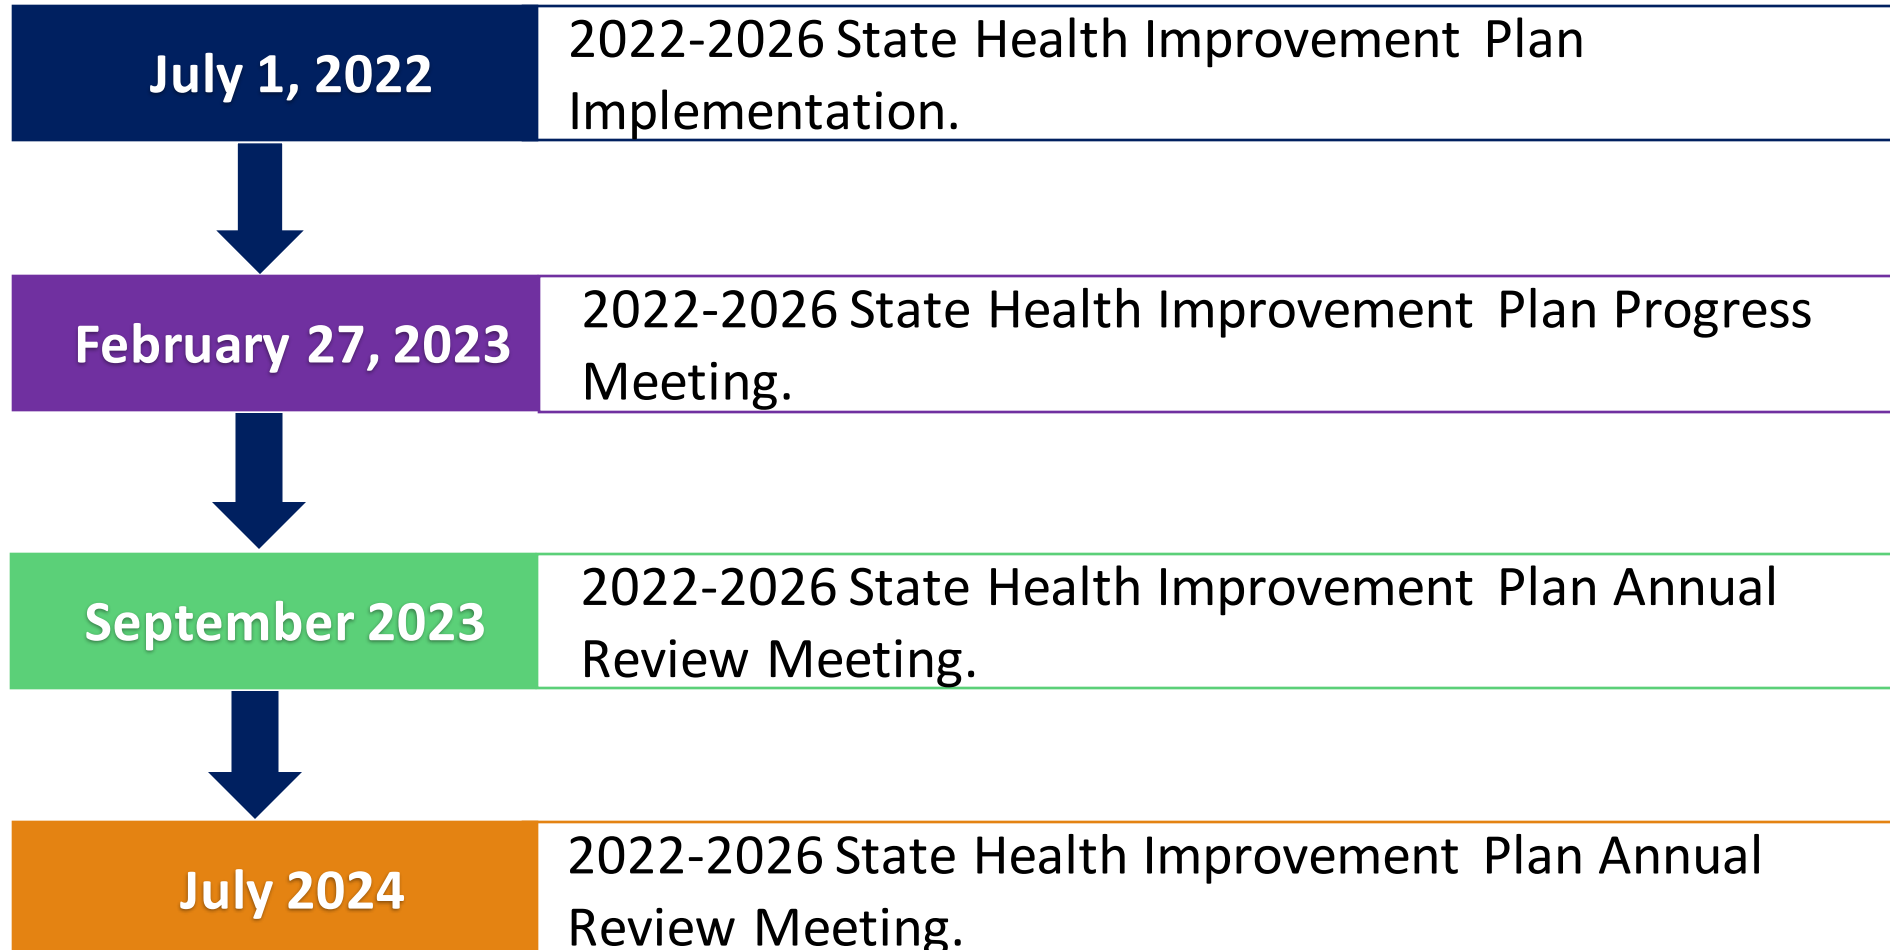 July 1, 2022
2022-2026 State Health Improvement Plan
Implementation.
February 27, 2023
2022-2026 State Health Improvement Plan Progress
Meeting.
September 2023
2022-2026 State Health Improvement Plan Annual
Review Meeting.
July 2024
2022-2026 State Health Improvement Plan Annual
Review Meeting.